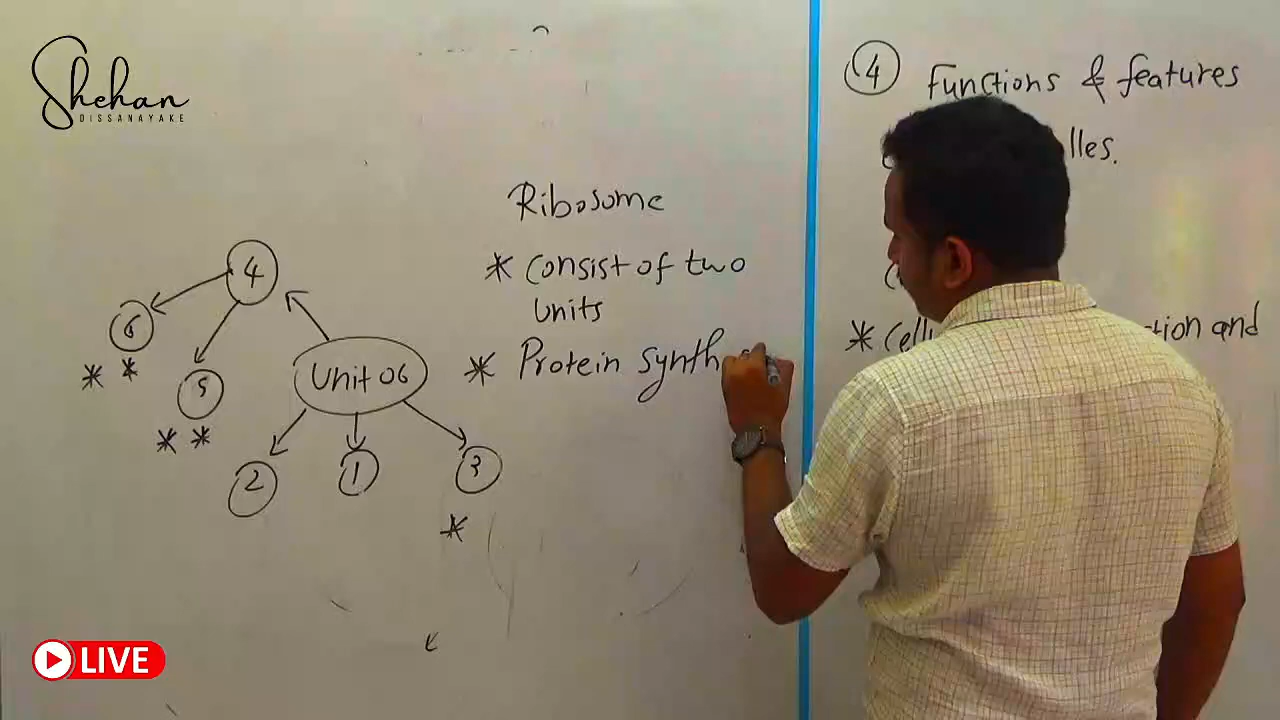 Shehan
DISSANAYAKE
4 Functions & features
lles.
Ribosome
* Consist of two
Units
* Protein synth
* Cell
tion and
4
6
* *
5
* *
Unit 06
2
1
3
*
LIVE